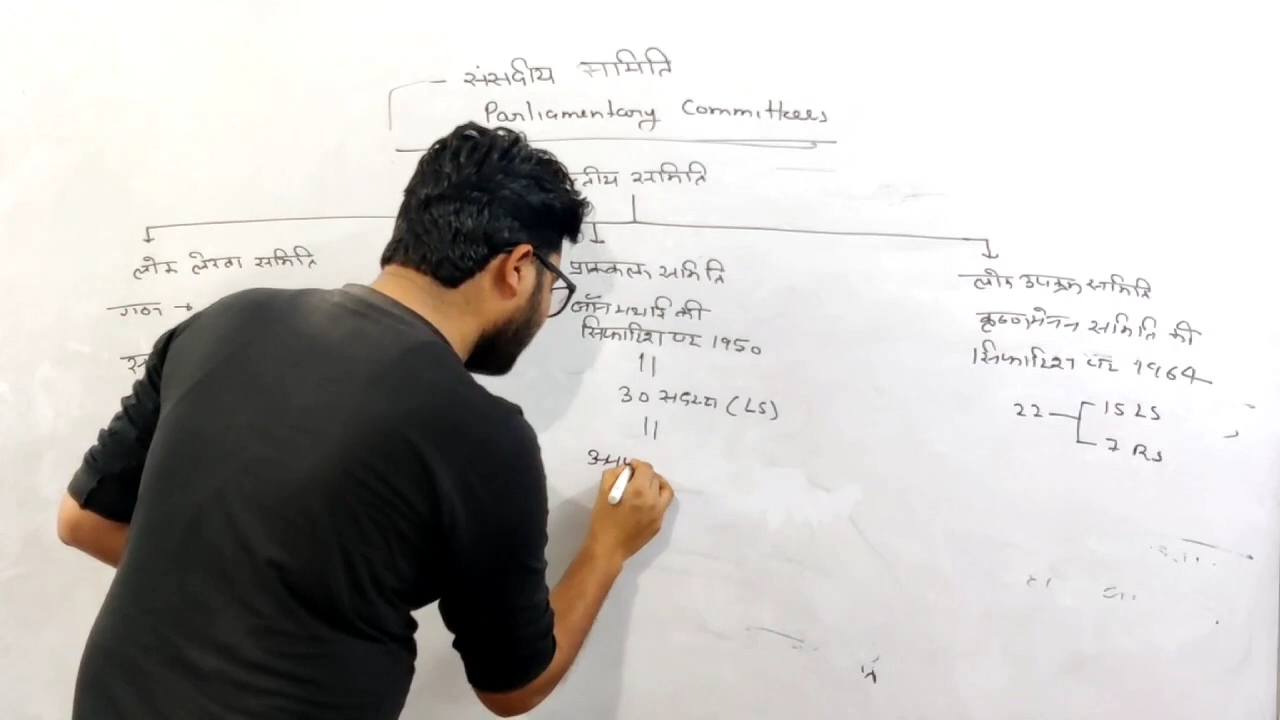 संसदीय समिति
Parliamentary Committees
समिति
लोक लेखा समिति
गठन →
प्राक्कलन समिति
जॉन मथाई की
सिफारिश पर 1950
30 सदस्य (LS)
लोक उपक्रम समिति
कृष्ण मेनन समिति की
सिफारिश पर 1964
22
15 LS
7 RS